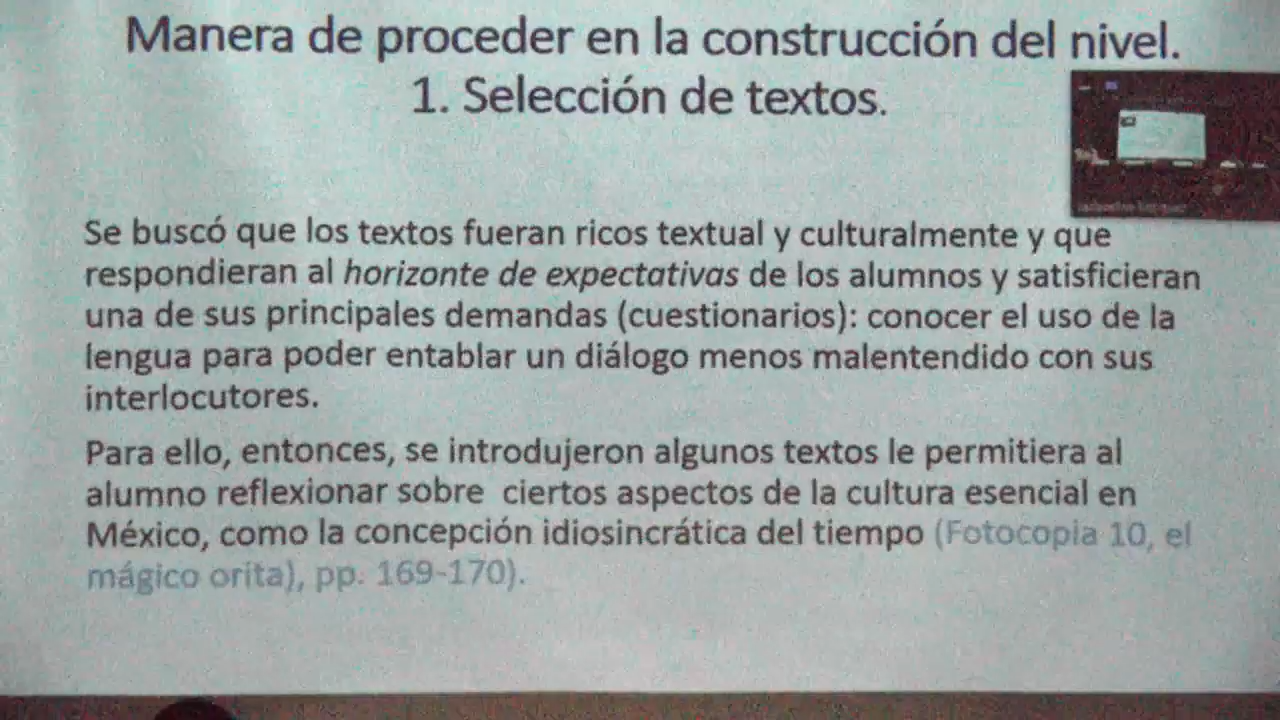 Manera de proceder en la construcción del nivel.
1. Selección de textos.
Se buscó que los textos fueran ricos textual y culturalmente y que
respondieran al horizonte de expectativas de los alumnos y satisficieran
una de sus principales demandas (cuestionarios): conocer el uso de la
lengua para poder entablar un diálogo menos malentendido con sus
interlocutores.
Para ello, entonces, se introdujeron algunos textos le permitiera al
alumno reflexionar sobre ciertos aspectos de la cultura esencial en
México, como la concepción idiosincrática del tiempo (Fotocopia 10, el
mágico orita), pp. 169-170).